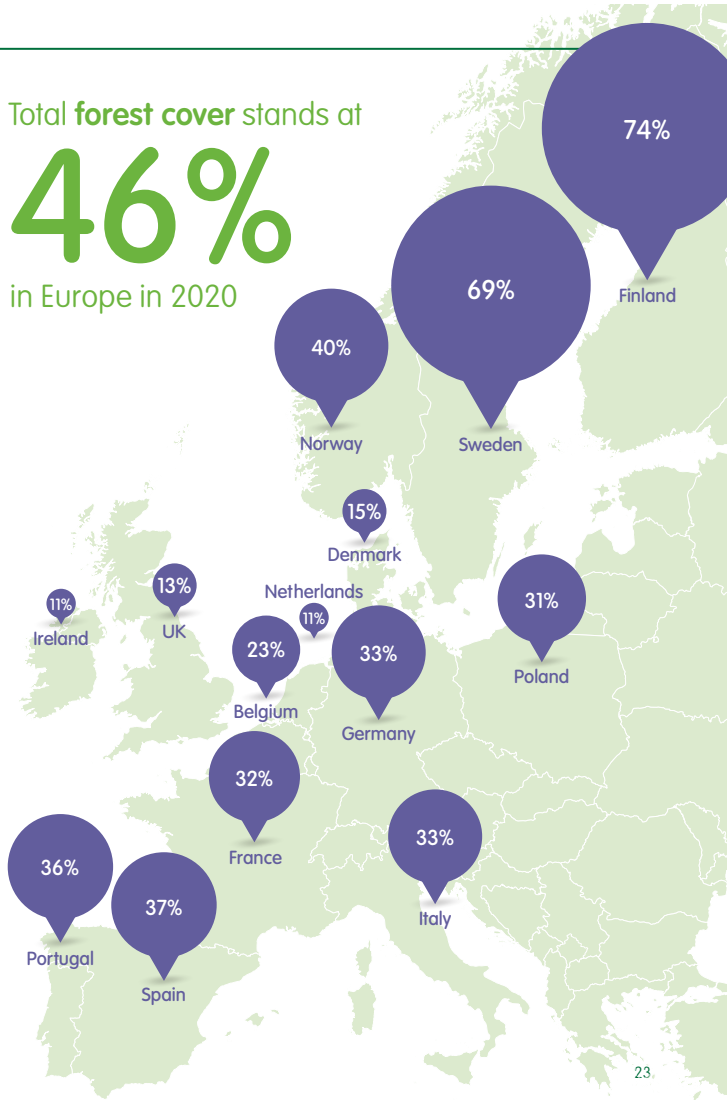 Total forest cover stands at
46%
in Europe in 2020
74%
Finland
69%
Sweden
40%
Norway
15%
Denmark
11%
Ireland
13%
UK
Netherlands
11%
23%
Belgium
33%
Germany
31%
Poland
32%
France
33%
Italy
36%
Portugal
37%
Spain
23